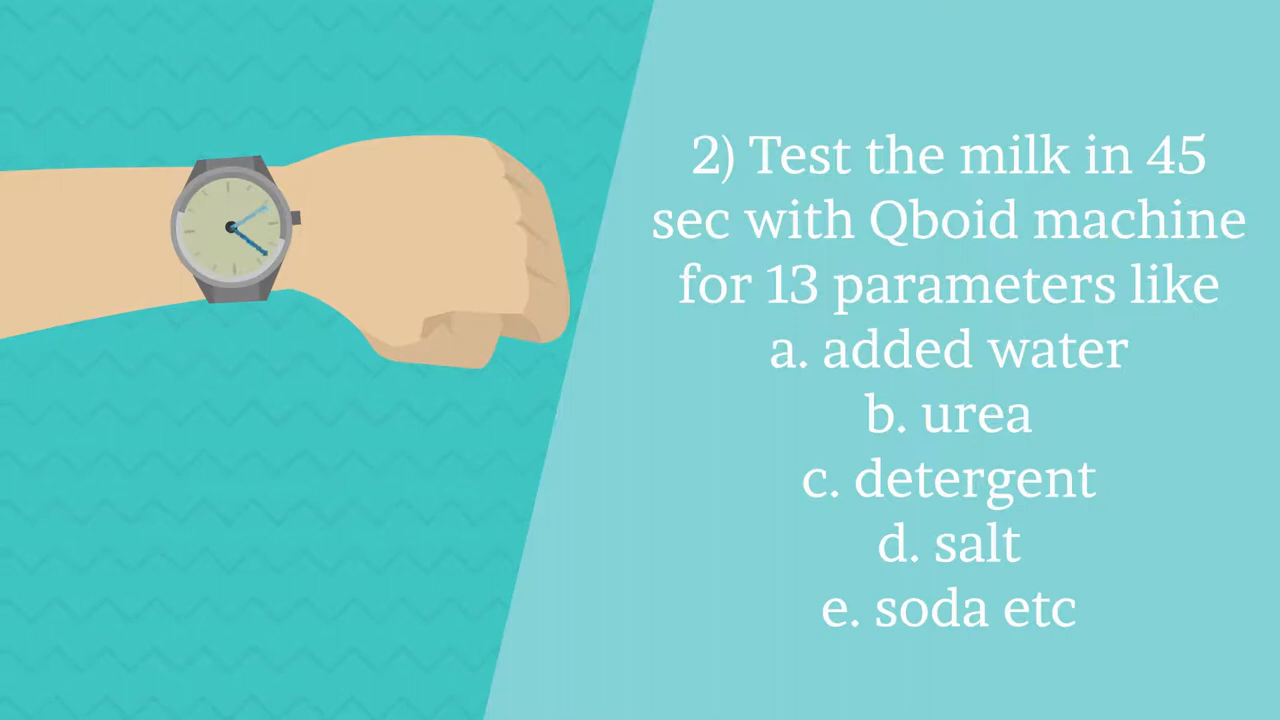 2) Test the milk in 45
sec with Qboid machine
for 13 parameters like
a. added water
b. urea
c. detergent
d. salt
e. soda etc